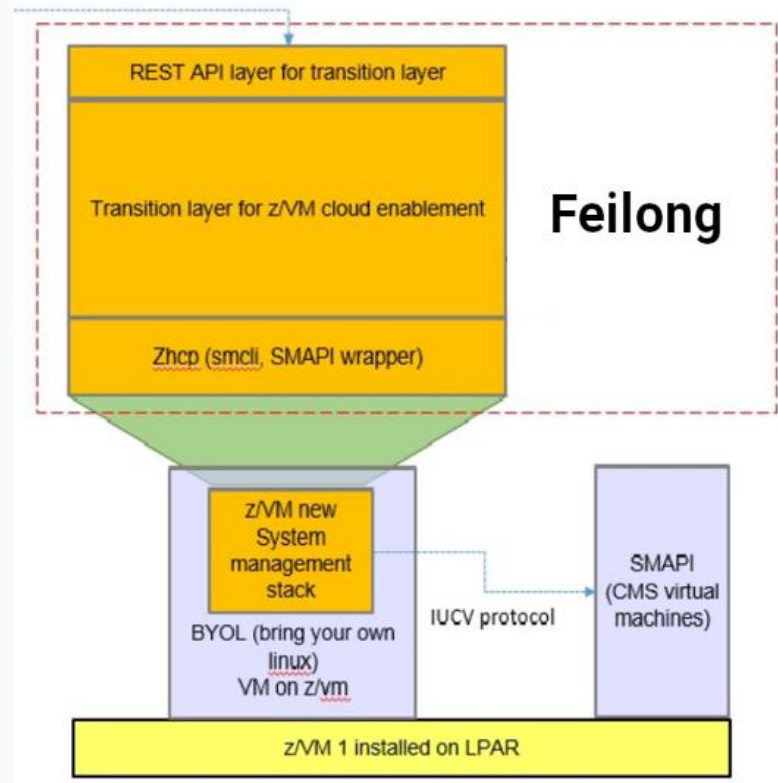 REST API layer for transition layer
Transition layer for z/VM cloud enablement
Feilong
Zhcp (smcli, SMAPI wrapper)
z/VM new
System
management
stack
BYOL (bring your own
linux)
VM on z/vm
IUCV protocol
SMAPI
(CMS virtual
machines)
z/VM 1 installed on LPAR